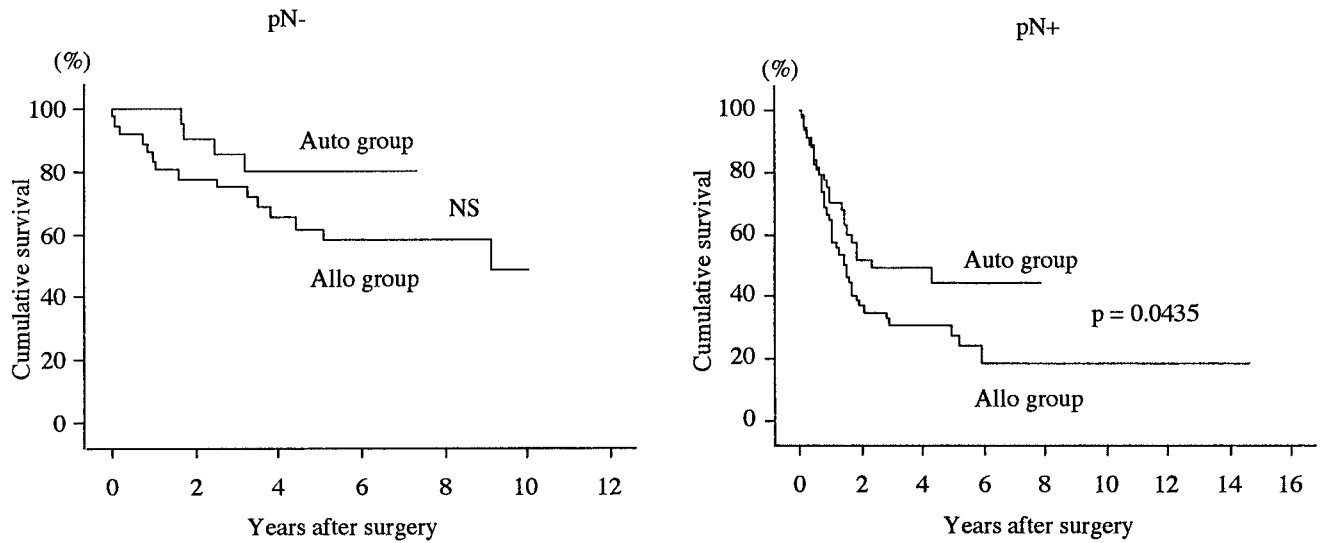 pN-
(%)
100
80
60
40
20
0
Cumulative survival
Auto group
NS
Allo group
0 2 4 6 8 10 12
Years after surgery
pN+
(%)
100
80
60
40
20
0
Cumulative survival
Auto group
p = 0.0435
Allo group
0 2 4 6 8 10 12 14 16
Years after surgery